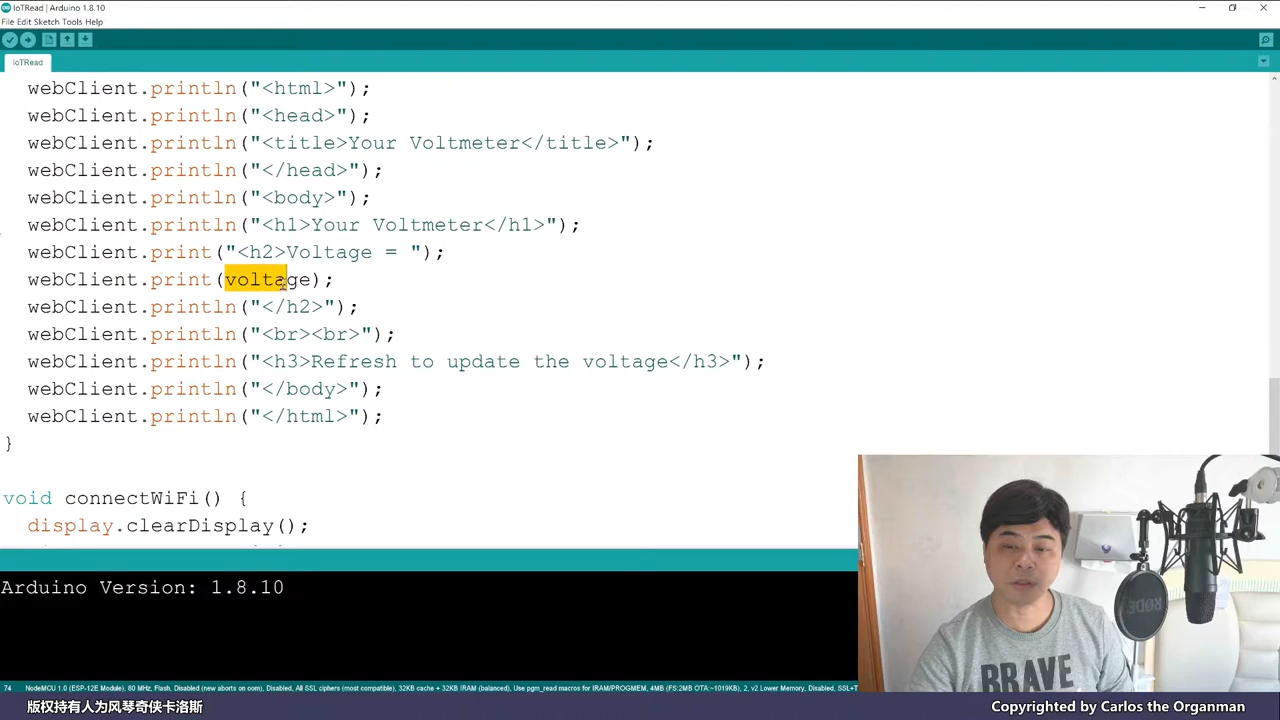 IoTRead | Arduino 1.8.10
File Edit Sketch Tools Help
IoTRead
webClient.println("<html>");
webClient.println("<head>");
webClient.println("<title>Your Voltmeter</title>");
webClient.println("</head>");
webClient.println("<body>");
webClient.println("<h1>Your Voltmeter</h1>");
webClient.print("<h2>Voltage = ");
webClient.print(voltage);
webClient.println("</h2>");
webClient.println("<br><br>");
webClient.println("<h3>Refresh to update the voltage</h3>");
webClient.println("</body>");
webClient.println("</html>");
}
void connectWiFi() {
display.clearDisplay();
Arduino Version: 1.8.10
RØDE
BRAVE
74 NodeMCU 1.0 (ESP-12E Module), 80 MHz, Flash, Disabled (new aborts on oom), Disabled, All SSL ciphers (most compatible), 32KB cache + 32KB IRAM (balanced), Use pgm_read macros for IRAM/PROGMEM, 4MB (FS:2MB OTA:~1019KB), 2, v2 Lower Memory, Disabled, SSL+T
版权持有人为风琴奇侠卡洛斯
Copyrighted by Carlos the Organman